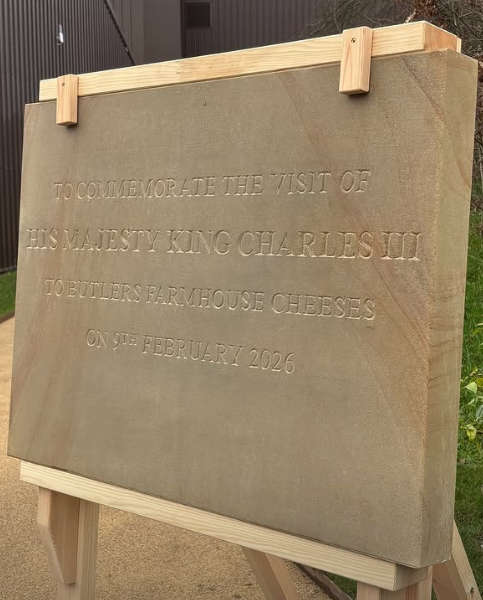 TO COMMEMORATE THE VISIT OF
HIS MAJESTY KING CHARLES III
TO BUTLERS FARMHOUSE CHEESES
ON 9TH FEBRUARY 2026